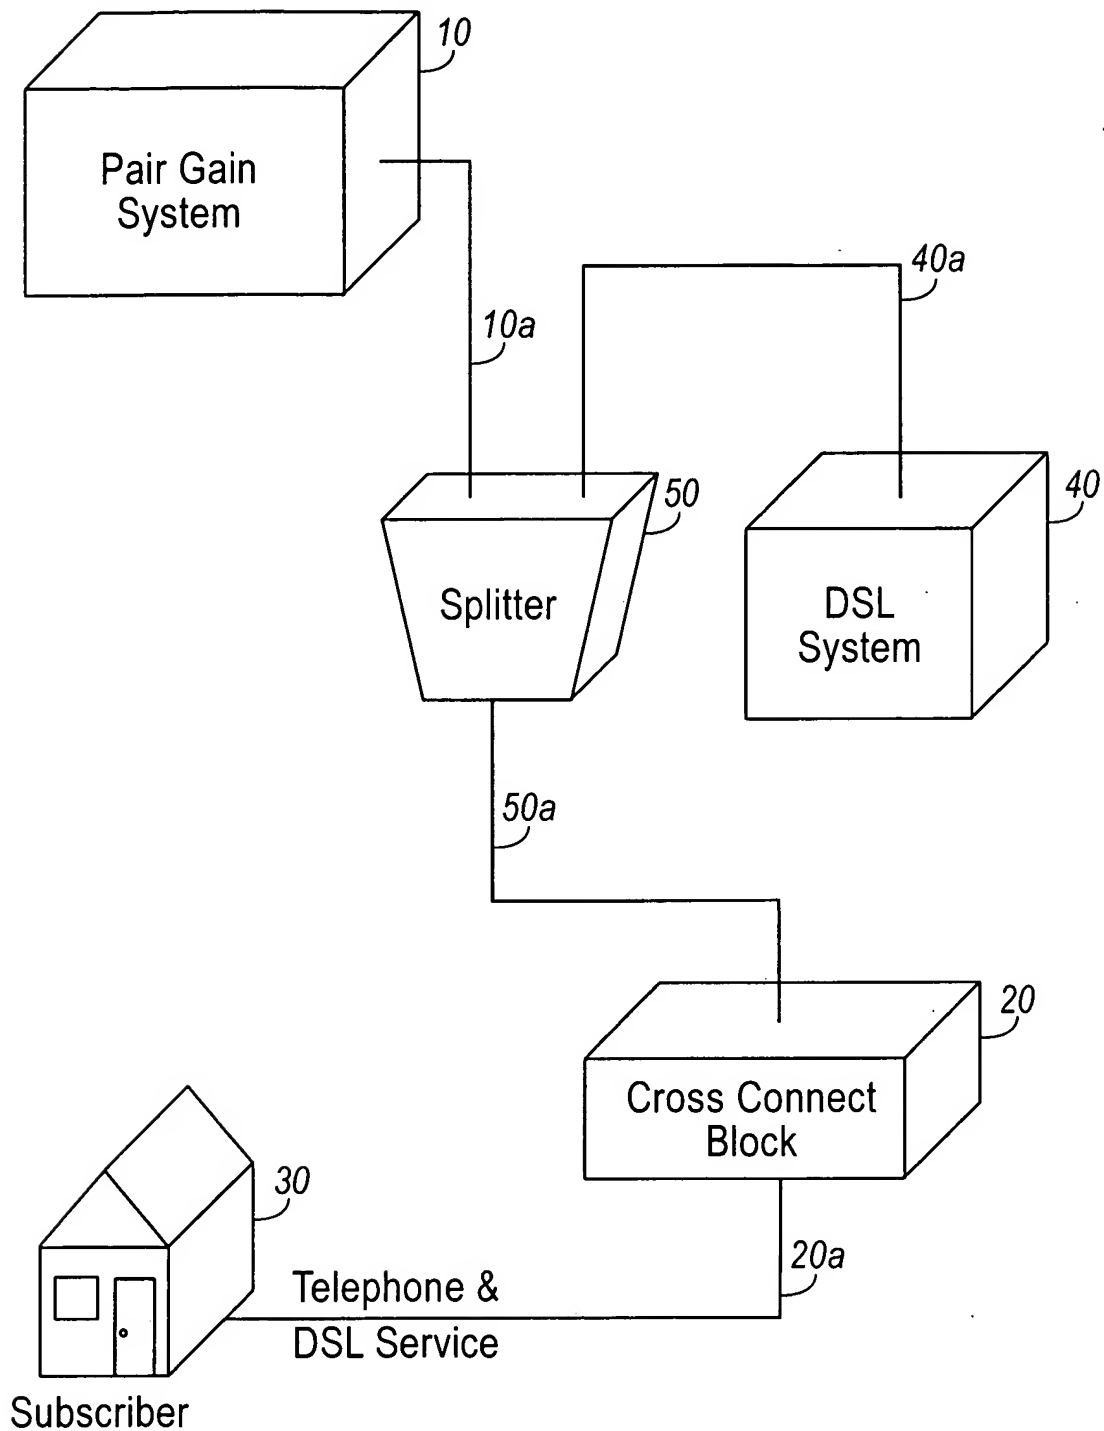 10
Pair Gain
System
40a
10a
50
40
Splitter
DSL
System
50a
20
Cross Connect
Block
30
20a
Telephone &
DSL Service
Subscriber